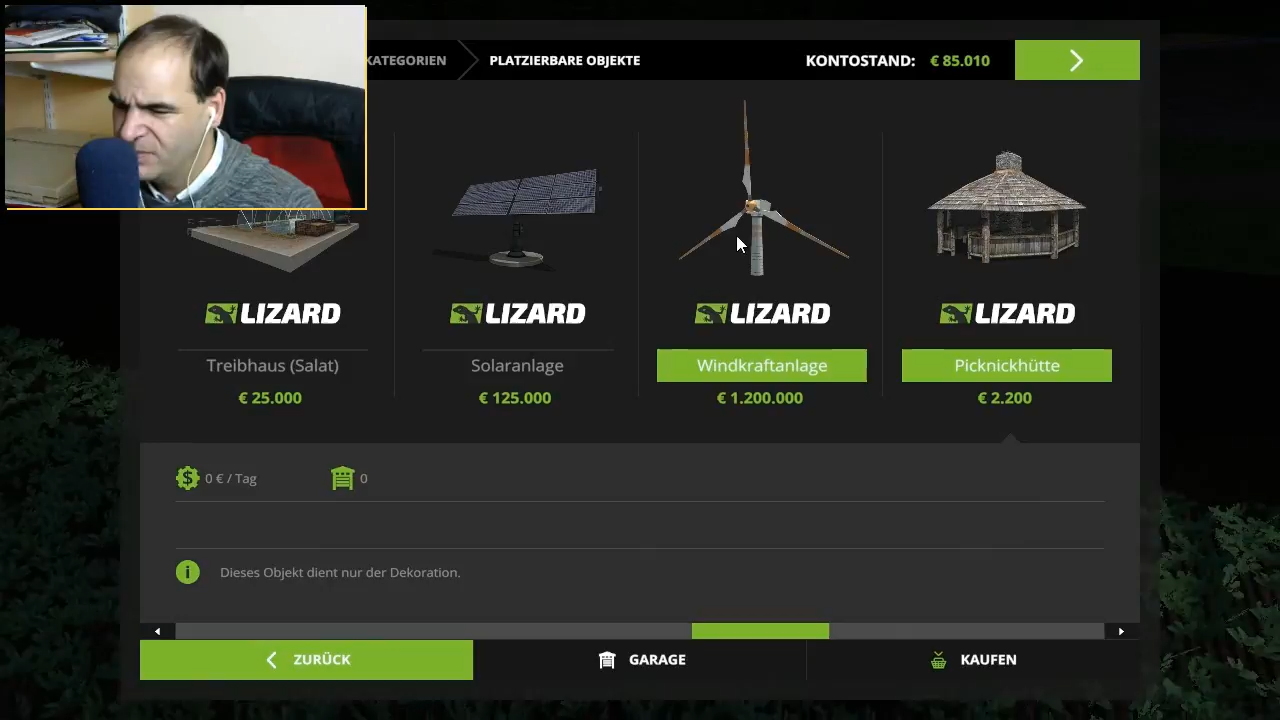 KATEGORIEN
PLATZIERBARE OBJEKTE
KONTOSTAND: € 85.010
LIZARD
LIZARD
LIZARD
LIZARD
Treibhaus (Salat)
Solaranlage
Windkraftanlage
Picknickhütte
€ 25.000
€ 125.000
€ 1.200.000
€ 2.200
0 € / Tag
0
Dieses Objekt dient nur der Dekoration.
ZURÜCK
GARAGE
KAUFEN